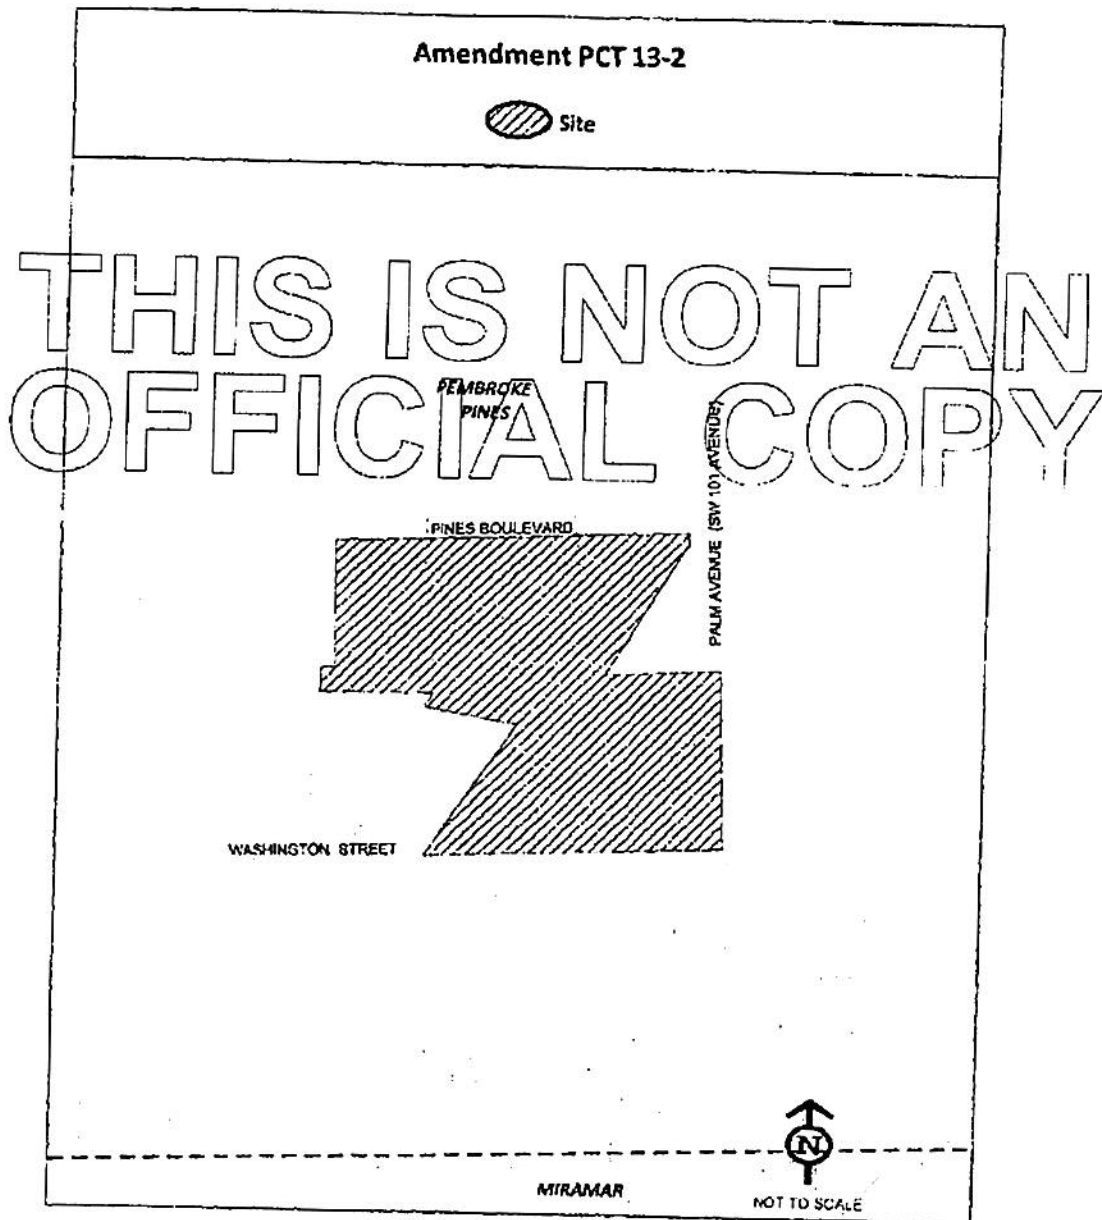 Amendment PCT 13-2
Site
THIS IS NOT AN
OFFICIAL COPY
PEMBROKE
PINES
PALM AVENUE (SW 101 AVENUE)
PINES BOULEVARD
WASHINGTON STREET
N
MIRAMAR
NOT TO SCALE